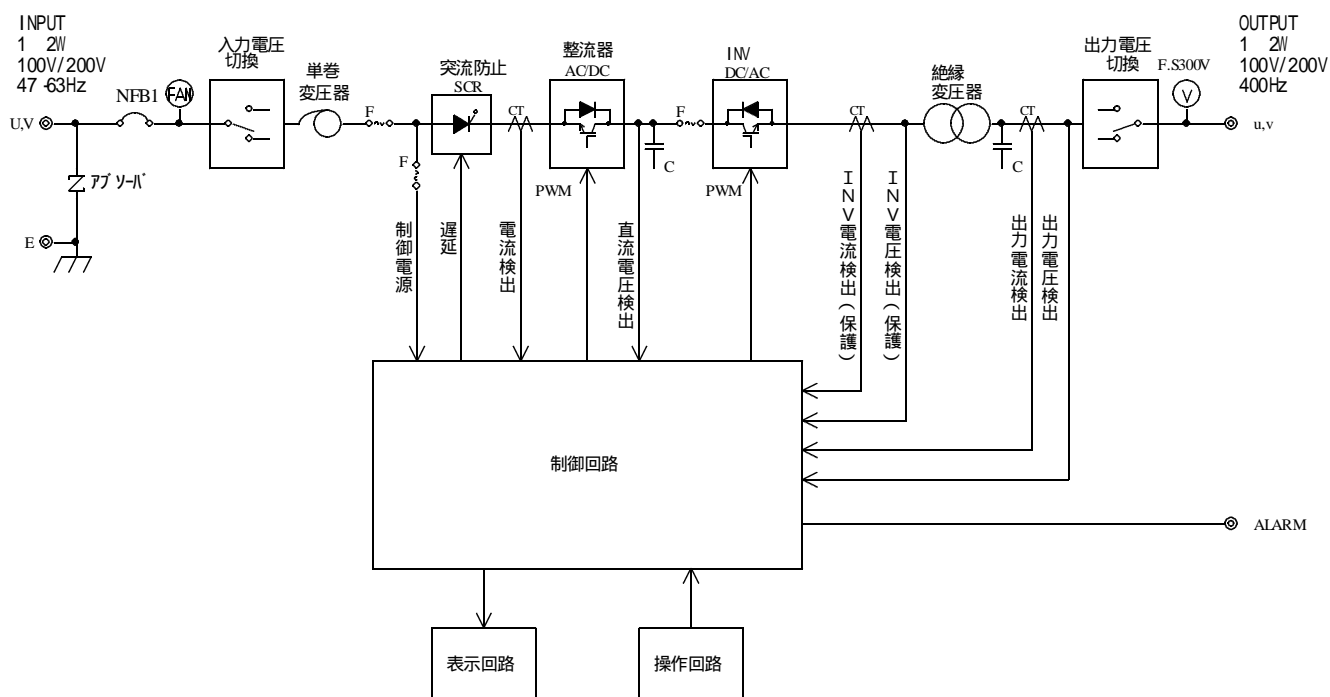 INPUT
1 2W
100V/200V
47-63Hz
U,V
NFB1
FAN
アブソーバ
E
入力電圧
切換
単巻
変圧器
F
F
突流防止
SCR
CT
整流器
AC/DC
C
F
INV
DC/AC
CT
絶縁
変圧器
C
CT
出力電圧
切換
F.S300V
V
OUTPUT
1 2W
100V/200V
400Hz
u,v
制御電源
遅延
電流検出
PWM
直流電圧検出
PWM
INV電流検出(保護)
INV電圧検出(保護)
出力電流検出
出力電圧検出
制御回路
ALARM
表示回路
操作回路